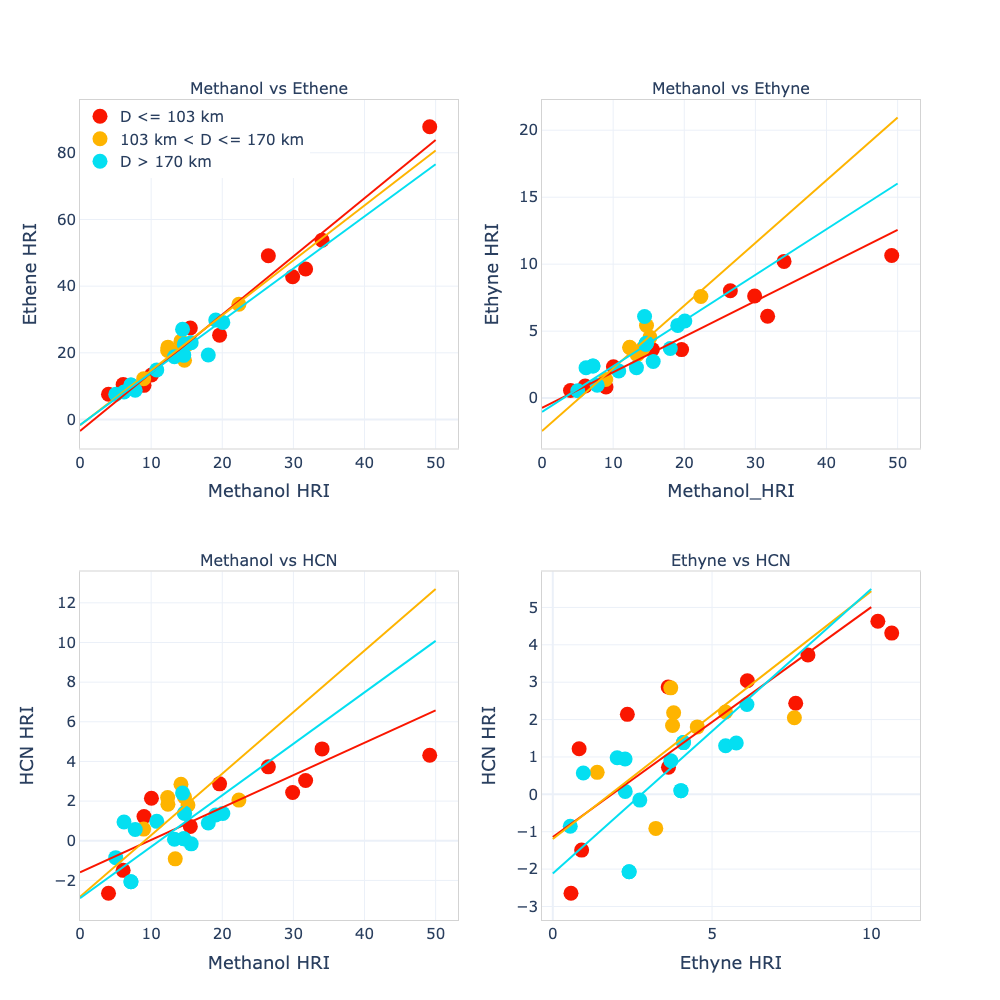 Methanol vs Ethene
D <= 103 km
103 km < D <= 170 km
D > 170 km
80
60
40
20
0
Ethene HRI
0 10 20 30 40 50
Methanol HRI
Methanol vs Ethyne
20
15
10
5
0
Ethyne HRI
0 10 20 30 40 50
Methanol_HRI
Methanol vs HCN
12
10
8
6
4
2
0
−2
HCN HRI
0 10 20 30 40 50
Methanol HRI
Ethyne vs HCN
5
4
3
2
1
0
−1
−2
−3
HCN HRI
0 5 10
Ethyne HRI